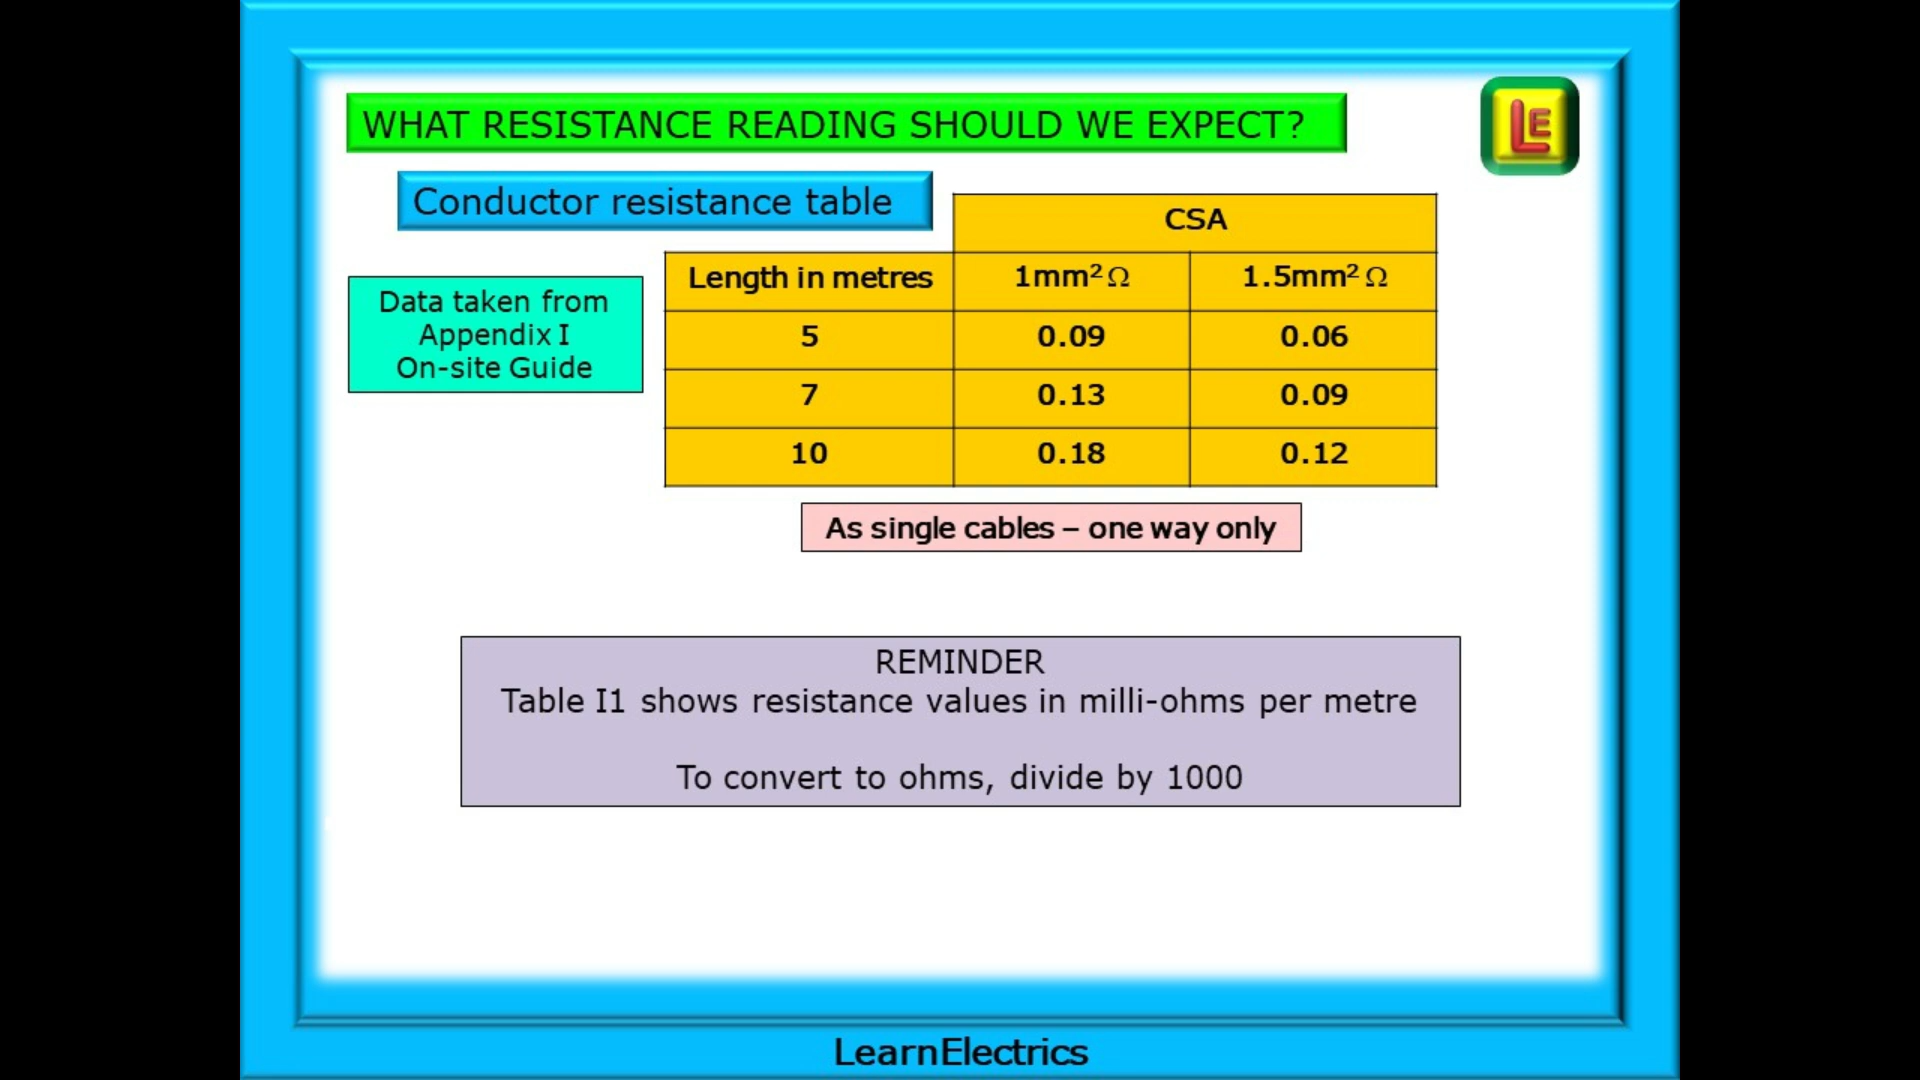 WHAT RESISTANCE READING SHOULD WE EXPECT?
LE
Conductor resistance table
CSA
Length in metres 1mm² Ω 1.5mm² Ω
Data taken from
Appendix I
On-site Guide
5 0.09 0.06
7 0.13 0.09
10 0.18 0.12
As single cables – one way only
REMINDER
Table I1 shows resistance values in milli-ohms per metre
To convert to ohms, divide by 1000
LearnElectrics